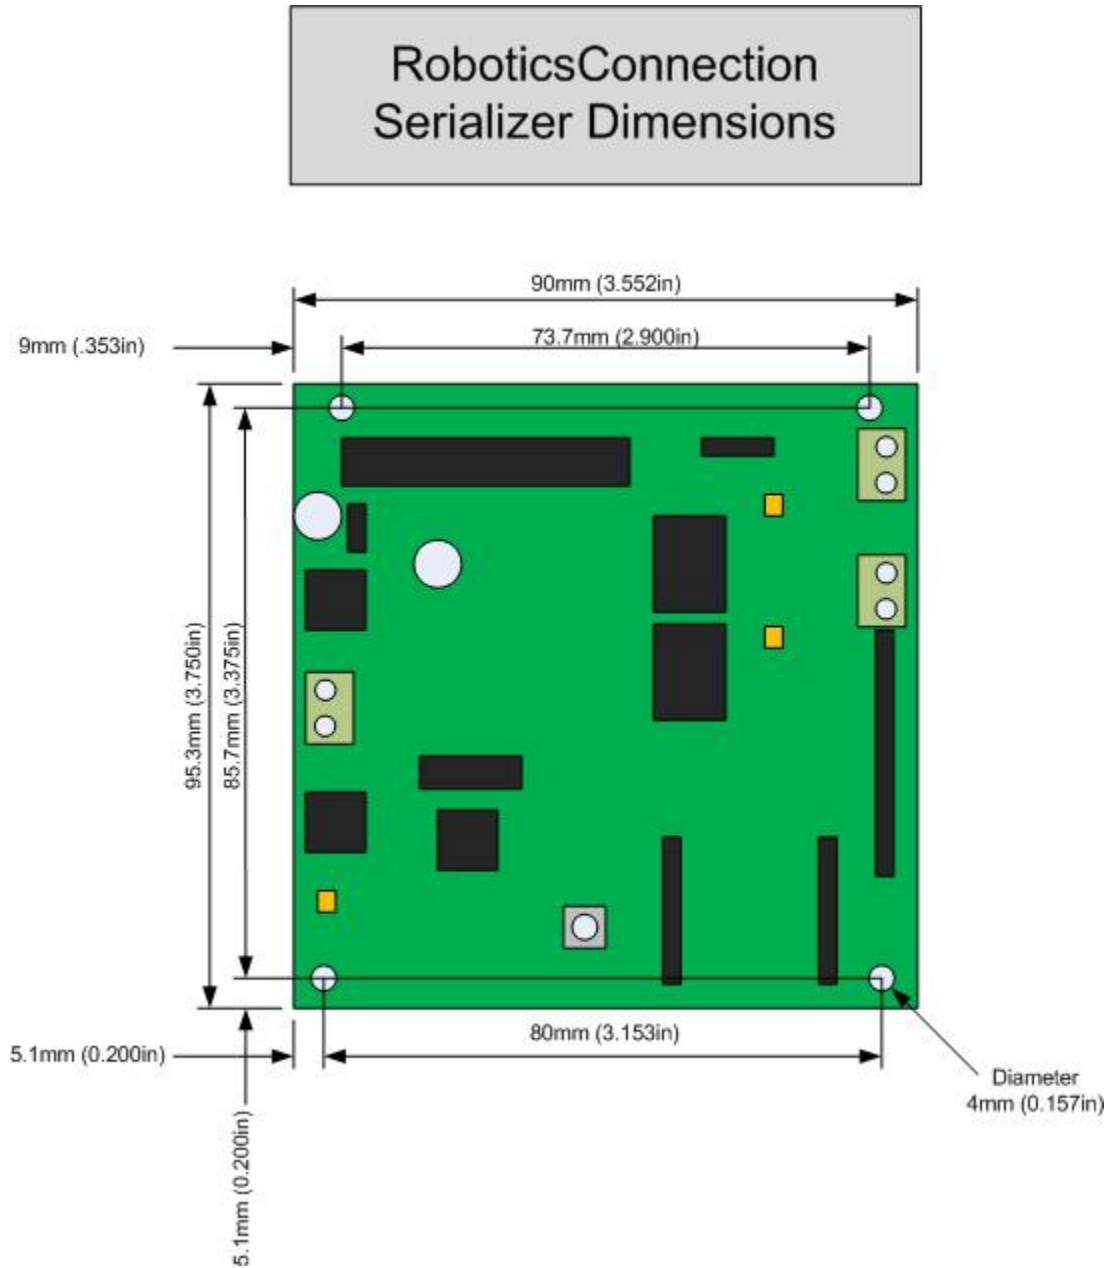 RoboticsConnection
Serializer Dimensions
90mm (3.552in)
9mm (.353in)
73.7mm (2.900in)
95.3mm (3.750in)
85.7mm (3.375in)
5.1mm (0.200in)
80mm (3.153in)
Diameter
4mm (0.157in)
5.1mm (0.200in)